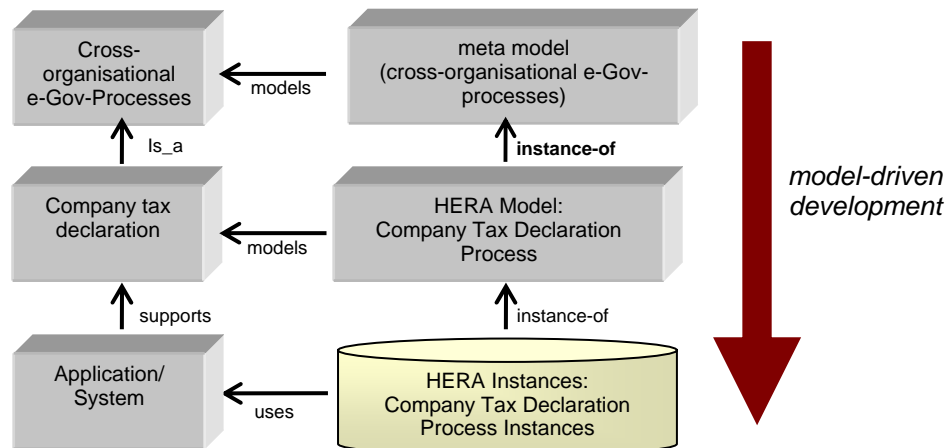 Cross-
organisational
e-Gov-Processes
models
meta model
(cross-organisational e-Gov-
processes)
Is_a
instance-of
model-driven
development
Company tax
declaration
models
HERA Model:
Company Tax Declaration
Process
supports
instance-of
Application/
System
uses
HERA Instances:
Company Tax Declaration
Process Instances